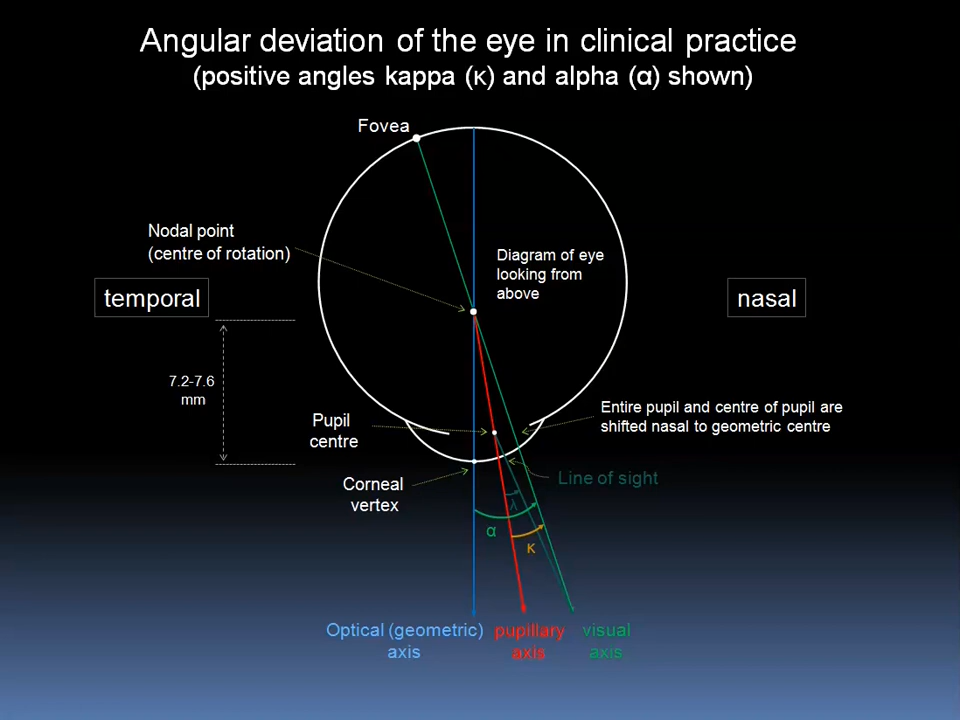 Angular deviation of the eye in clinical practice
(positive angles kappa (κ) and alpha (α) shown)
Fovea
Nodal point
(centre of rotation)
Diagram of eye
looking from
above
temporal
nasal
7.2-7.6
mm
Pupil
centre
Entire pupil and centre of pupil are
shifted nasal to geometric centre
Corneal
vertex
Line of sight
λ
α
κ
Optical (geometric)
axis
pupillary
axis
visual
axis